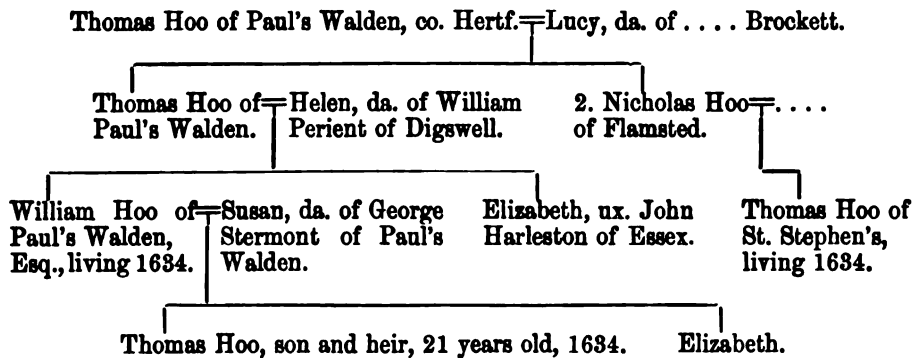 Thomas Hoo of Paul's Walden, co. Hertf. Lucy, da. of .... Brockett.
Thomas Hoo of
Paul's Walden.
Helen, da. of William
Perient of Digswell.
2. Nicholas Hoo ....
of Flamsted.
William Hoo of
Paul's Walden,
Esq., living 1634.
Susan, da. of George
Stermont of Paul's
Walden.
Elizabeth, ux. John
Harleston of Essex.
Thomas Hoo of
St. Stephen's,
living 1634.
Thomas Hoo, son and heir, 21 years old, 1634. Elizabeth.